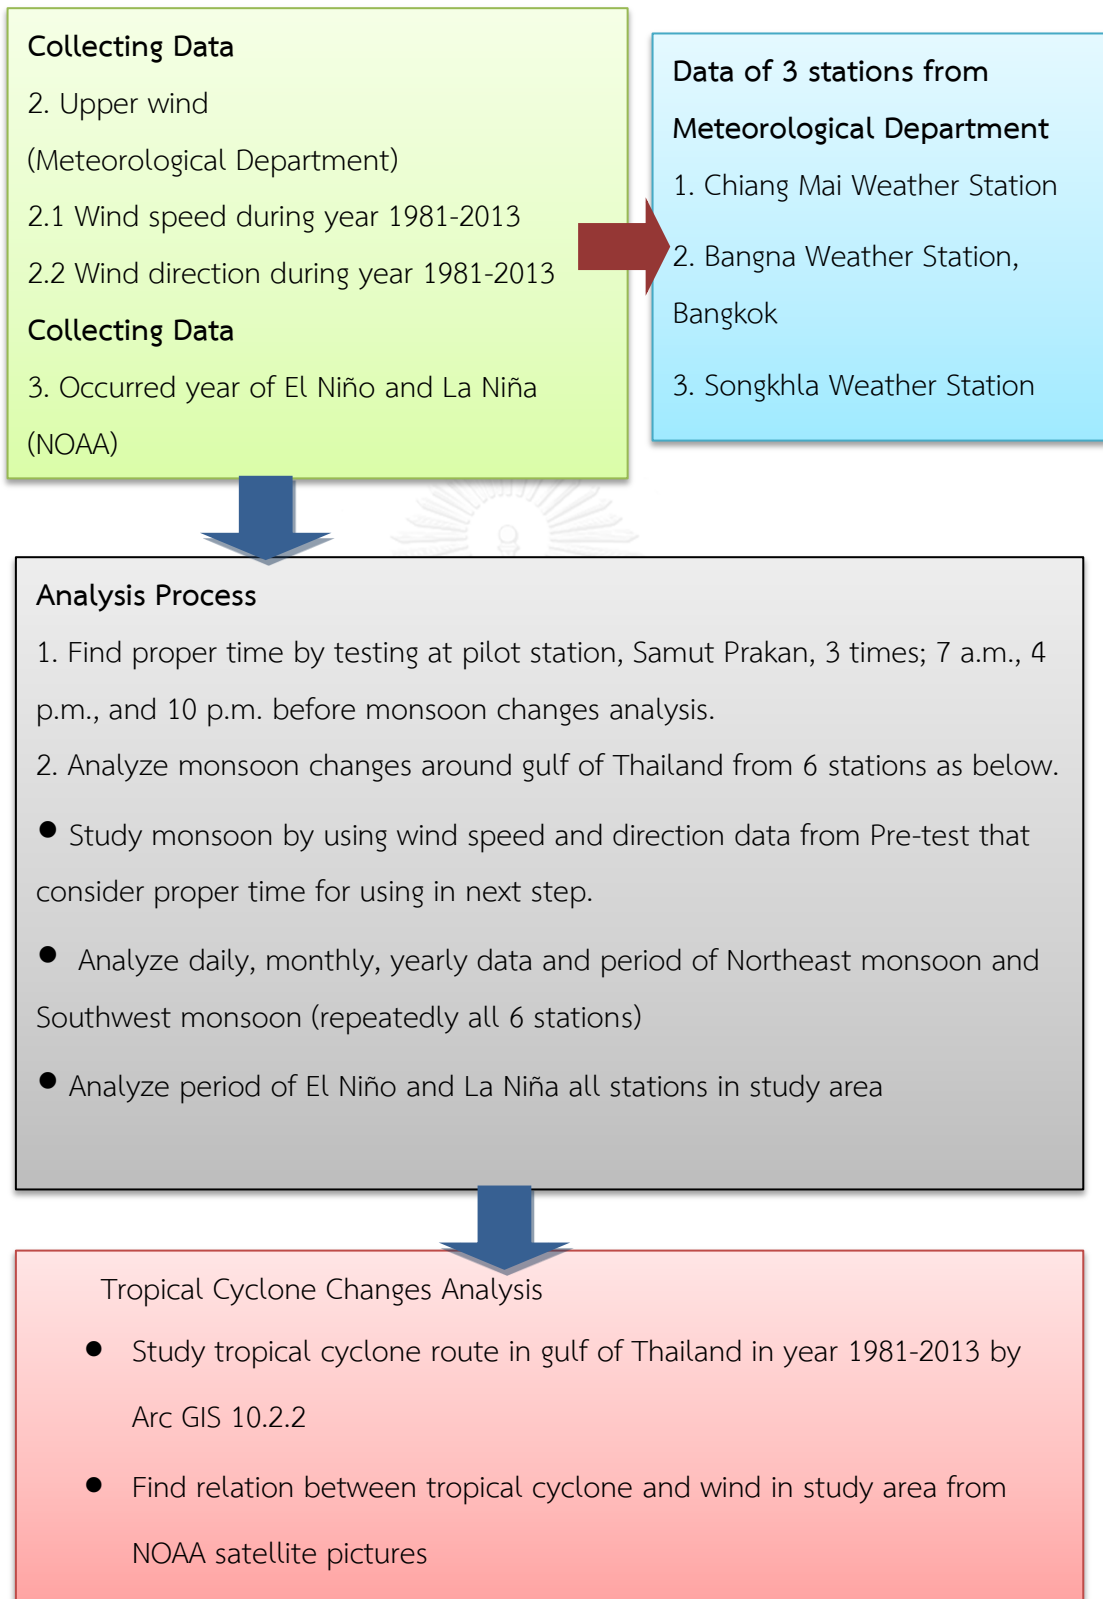 Collecting Data
2. Upper wind
(Meteorological Department)
2.1 Wind speed during year 1981-2013
2.2 Wind direction during year 1981-2013
Collecting Data
3. Occurred year of El Niño and La Niña
(NOAA)
Data of 3 stations from
Meteorological Department
1. Chiang Mai Weather Station
2. Bangna Weather Station,
Bangkok
3. Songkhla Weather Station
Analysis Process
1. Find proper time by testing at pilot station, Samut Prakan, 3 times; 7 a.m., 4
p.m., and 10 p.m. before monsoon changes analysis.
2. Analyze monsoon changes around gulf of Thailand from 6 stations as below.
● Study monsoon by using wind speed and direction data from Pre-test that
consider proper time for using in next step.
● Analyze daily, monthly, yearly data and period of Northeast monsoon and
Southwest monsoon (repeatedly all 6 stations)
● Analyze period of El Niño and La Niña all stations in study area
Tropical Cyclone Changes Analysis
● Study tropical cyclone route in gulf of Thailand in year 1981-2013 by
Arc GIS 10.2.2
● Find relation between tropical cyclone and wind in study area from
NOAA satellite pictures